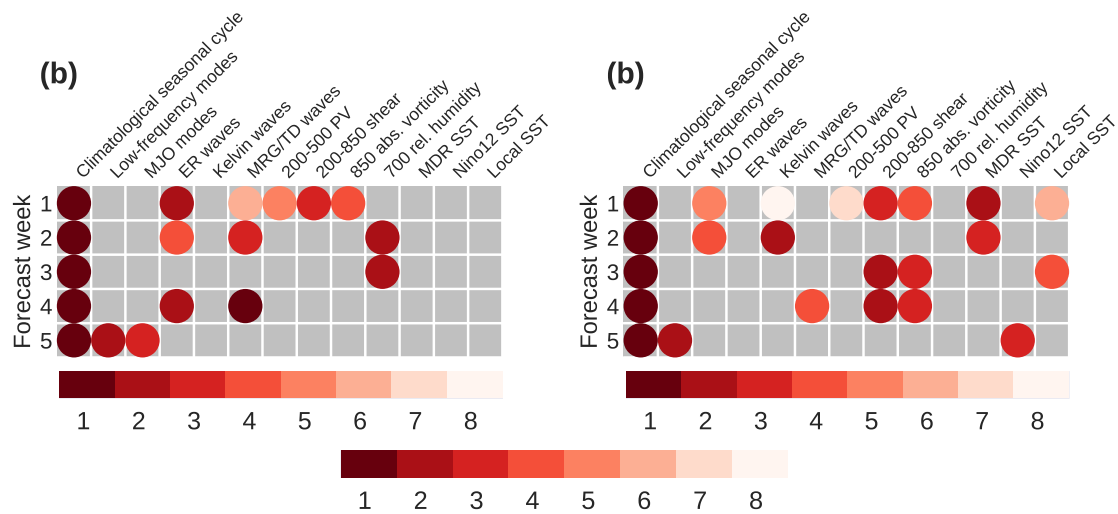 (b)
Climatological seasonal cycle
Low-frequency modes
MJO modes
ER waves
Kelvin waves
MRG/TD waves
200-500 PV
200-850 shear
850 abs. vorticity
700 rel. humidity
MDR SST
Nino12 SST
Local SST
Forecast week
1
2
3
4
5
1 2 3 4 5 6 7 8
(b)
Climatological seasonal cycle
Low-frequency modes
MJO modes
ER waves
Kelvin waves
MRG/TD waves
200-500 PV
200-850 shear
850 abs. vorticity
700 rel. humidity
MDR SST
Nino12 SST
Local SST
Forecast week
1
2
3
4
5
1 2 3 4 5 6 7 8
1 2 3 4 5 6 7 8